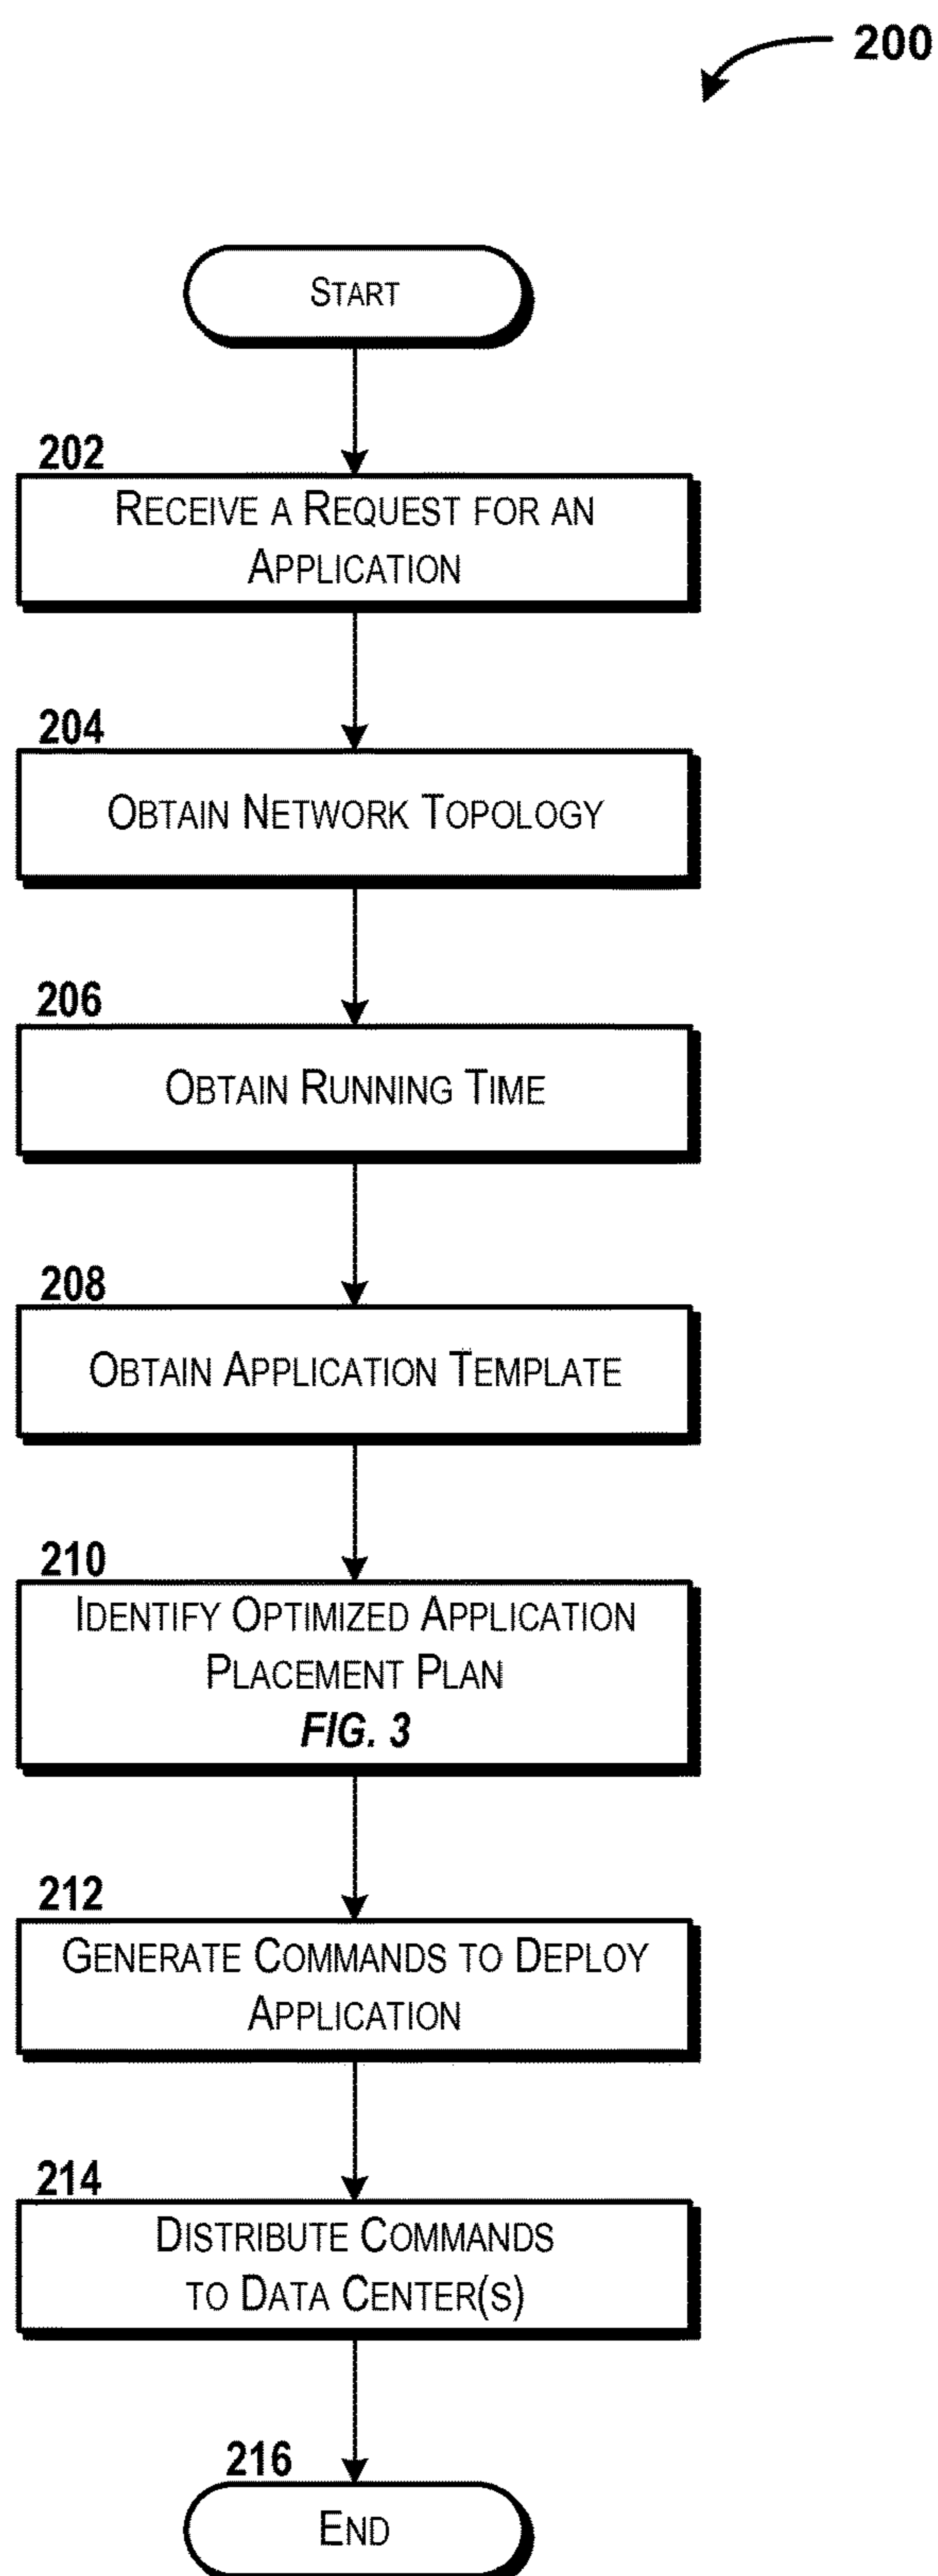 200
START
202
RECEIVE A REQUEST FOR AN
APPLICATION
204
OBTAIN NETWORK TOPOLOGY
206
OBTAIN RUNNING TIME
208
OBTAIN APPLICATION TEMPLATE
210
IDENTIFY OPTIMIZED APPLICATION
PLACEMENT PLAN
FIG. 3
212
GENERATE COMMANDS TO DEPLOY
APPLICATION
214
DISTRIBUTE COMMANDS
TO DATA CENTER(S)
216
END